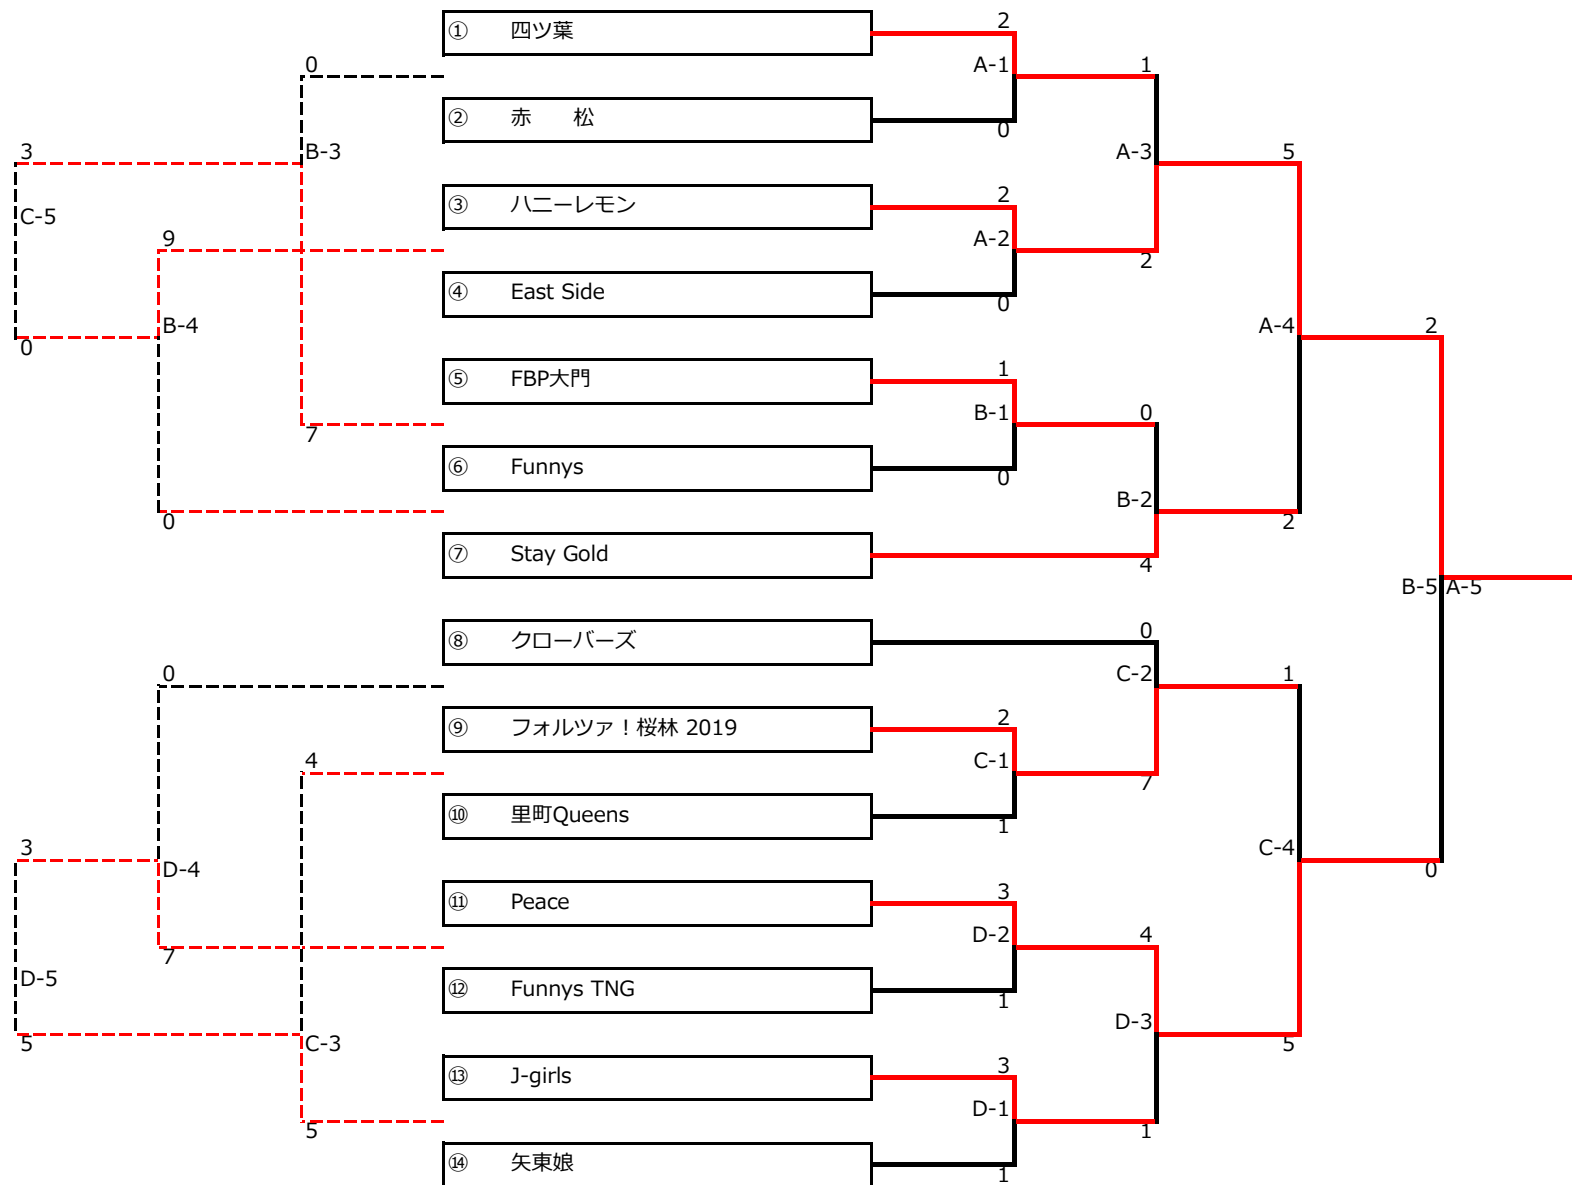 ① 四ツ葉 2
0 A-1 1
② 赤　松 0
3 B-3 A-3 5
③ ハニーレモン 2
C-5
9 A-2 2
④ East Side 0
B-4 A-4 2
0
⑤ FBP大門 1
7 B-1 0
⑥ Funnys 0
B-2
0 2
⑦ Stay Gold 4
B-5 A-5
⑧ クローバーズ 0
0 C-2 1
⑨ フォルツァ！桜林 2019 2
4 C-1 7
⑩ 里町Queens 1
3 C-4
D-4 0
⑪ Peace 3
7 D-2 4
D-5
⑫ Funnys TNG 1
D-3
5 C-3 5
⑬ J-girls 3
D-1
5 1
⑭ 矢東娘 1